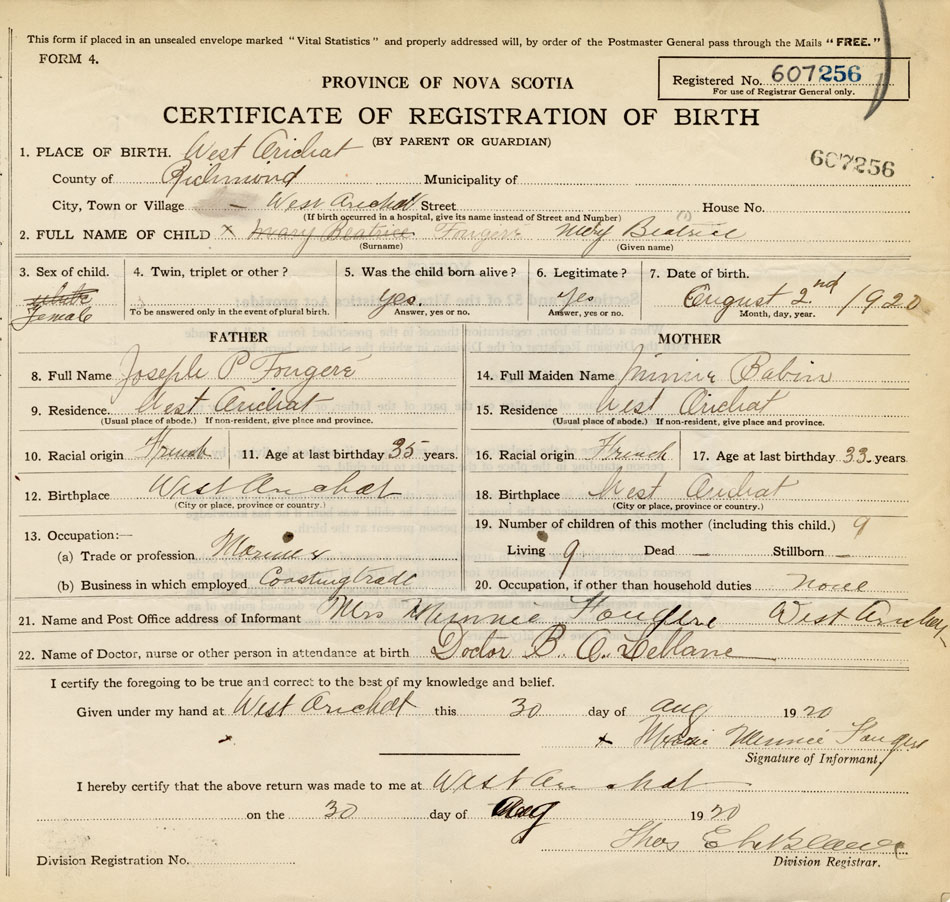 This form if placed in an unsealed envelope marked "Vital Statistics" and properly addressed will, by order of the Postmaster General pass through the Mails "FREE."
FORM 4.
Registered No. 607256
For use of Registrar General only.
PROVINCE OF NOVA SCOTIA
CERTIFICATE OF REGISTRATION OF BIRTH
(BY PARENT OR GUARDIAN)
607256
1. PLACE OF BIRTH. West Arichat
County of Richmond Municipality of
City, Town or Village — West Arichat Street House No.
(If birth occurred in a hospital, give its name instead of Street and Number)
2. FULL NAME OF CHILD x Mary Beatrice Fougere Mary Beatrice
(Surname) (Given name)
3. Sex of child. 4. Twin, triplet or other? 5. Was the child born alive? 6. Legitimate? 7. Date of birth.
white
Female yes. yes August 2nd 1920
To be answered only in the event of plural birth. Answer, yes or no. Answer, yes or no. Month, day, year.
FATHER MOTHER
8. Full Name Joseph P Fougere 14. Full Maiden Name Minnie Babin
9. Residence. West Arichat 15. Residence West Arichat
(Usual place of abode.) If non-resident, give place and province. (Usual place of abode.) If non-resident, give place and province.
10. Racial origin French 11. Age at last birthday 35 years. 16. Racial origin French 17. Age at last birthday 33 years
12. Birthplace West Arichat 18. Birthplace West Arichat
(City or place, province or country.) (City or place, province or country.)
13. Occupation:— 19. Number of children of this mother (including this child.) 9
(a) Trade or profession Mariner Living 9 Dead — Stillborn —
(b) Business in which employed Coasting trade 20. Occupation, if other than household duties none
21. Name and Post Office address of Informant Mrs Minnie Fougere West Arichat
22. Name of Doctor, nurse or other person in attendance at birth Doctor B. A. LeBlanc
I certify the foregoing to be true and correct to the best of my knowledge and belief.
Given under my hand at West Arichat this 30 day of Aug 1920
x Minnie Fougere
Signature of Informant,
I hereby certify that the above return was made to me at West Arichat
on the 30 day of Aug 1920
Thos E LeBlanc
Division Registration No. Division Registrar.